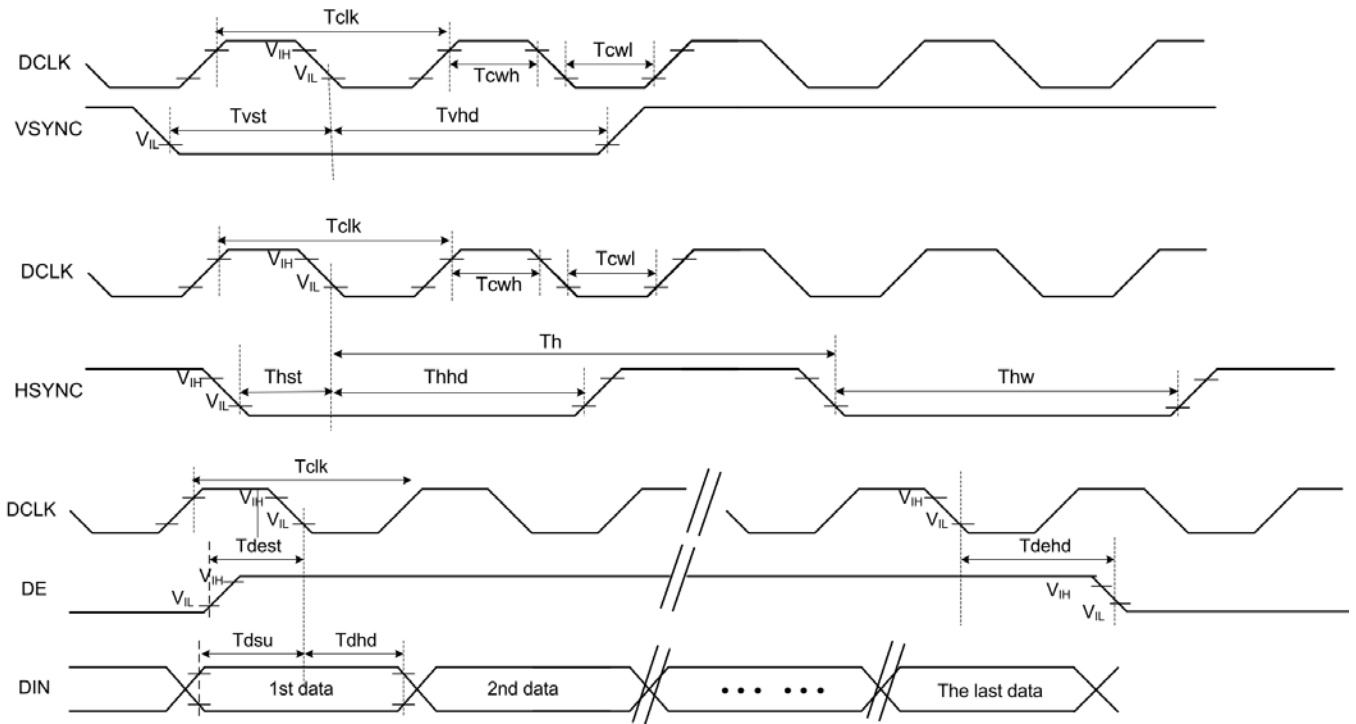 Tclk
DCLK VIH VIL Tcwh Tcwl
VSYNC VIL Tvst Tvhd
Tclk
DCLK VIH VIL Tcwh Tcwl
Th
HSYNC VIH VIL Thst Thhd Thw
Tclk
DCLK VIH VIL VIH VIL
Tdest Tdehd
DE VIH VIL VIH VIL
Tdsu Tdhd
DIN 1st data 2nd data ••• ••• The last data